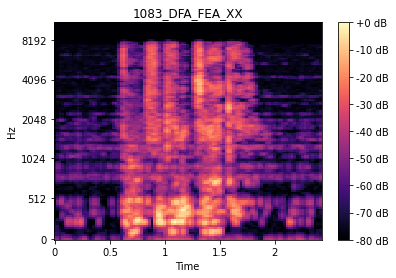 1083_DFA_FEA_XX
+0 dB
8192
-10 dB
4096
-20 dB
-30 dB
2048
Hz
-40 dB
1024
-50 dB
512
-60 dB
-70 dB
0
-80 dB
0 0.5 1 1.5 2
Time